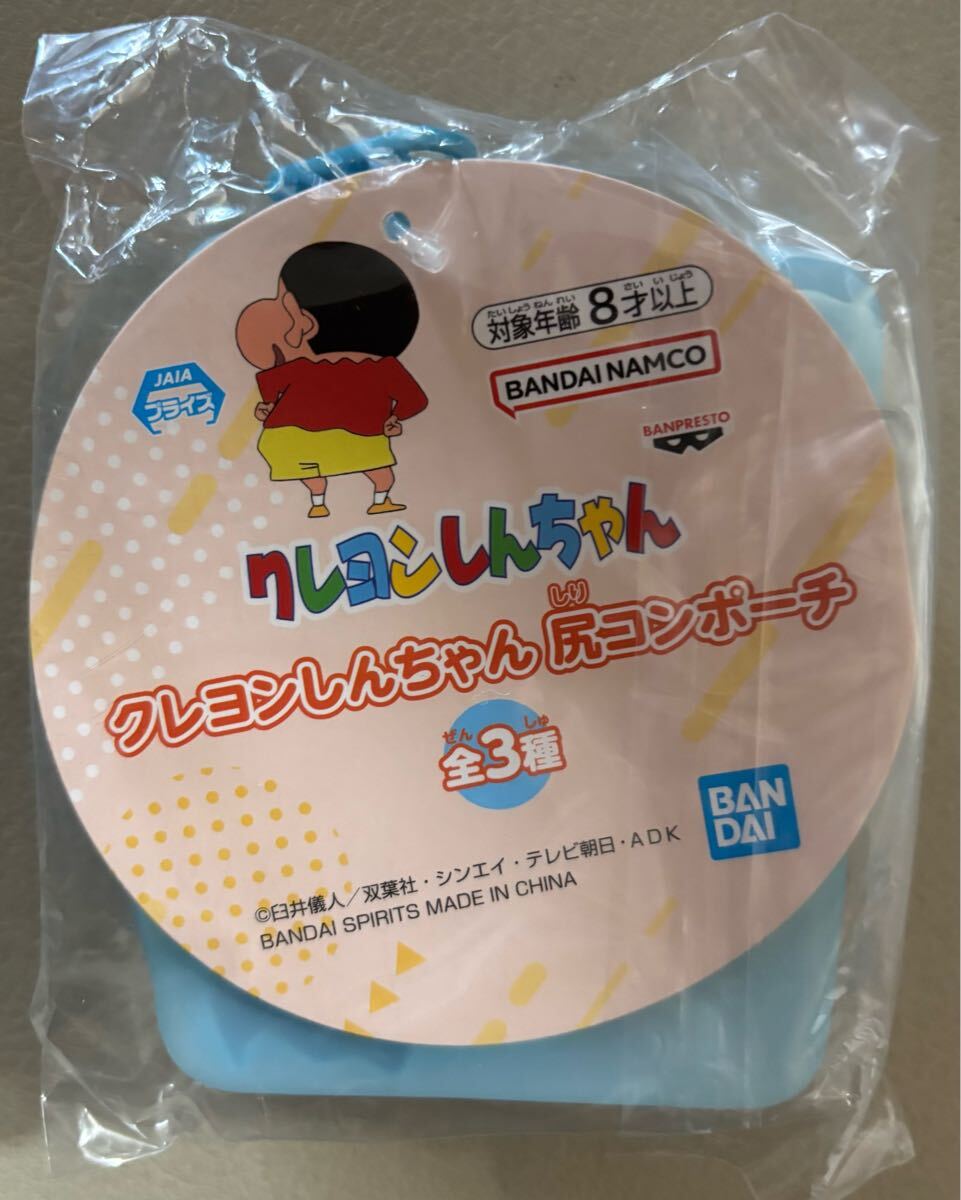 たいしょうねんれい さいいじょう
対象年齢 8才以上
JAIA
プライズ
BANDAI NAMCO
BANPRESTO
クレヨンしんちゃん
しり
クレヨンしんちゃん 尻コンポーチ
ぜん しゅ
全3種
BAN
DAI
©臼井儀人／双葉社・シンエイ・テレビ朝日・ADK
BANDAI SPIRITS MADE IN CHINA